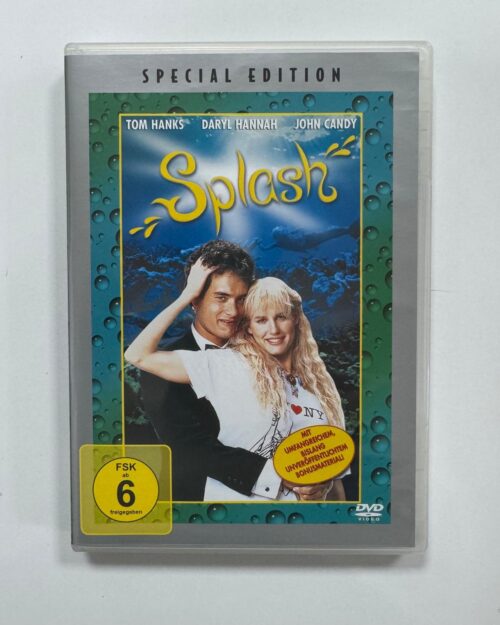 SPECIAL EDITION
TOM HANKS DARYL HANNAH JOHN CANDY
Splash
I ♥ NY
MIT
UMFANGREICHEM,
BISLANG
UNVERÖFFENTLICHTEM
BONUSMATERIAL!
FSK
ab
6
freigegeben
DVD
VIDEO